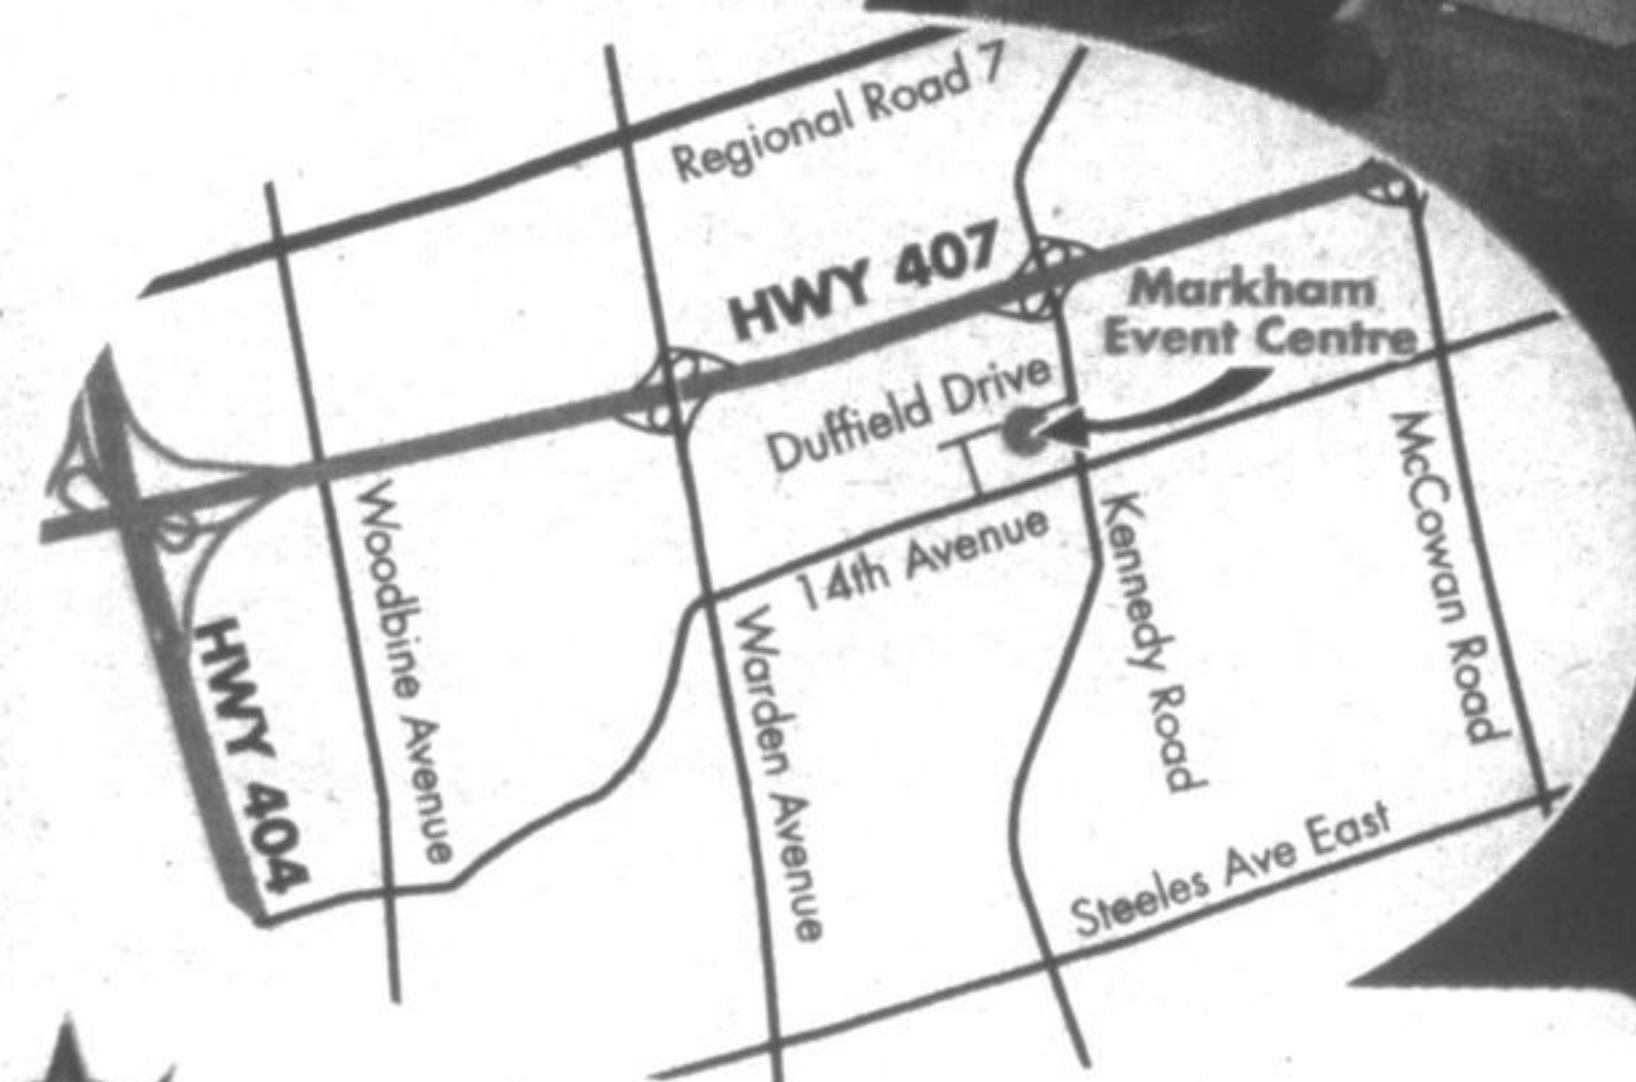 Regional Road 7
HWY 407
Markham
Event Centre
Duffield Drive
14th Avenue
Woodbine Avenue
HWY 404
Warden Avenue
Kennedy Road
McCowan Road
Steeles Ave East